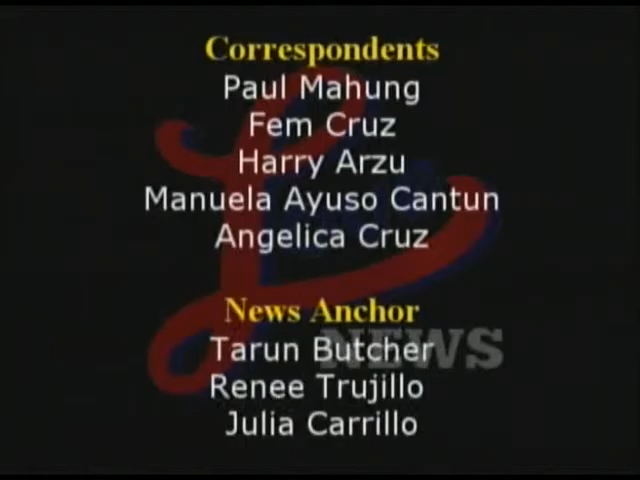 Correspondents
Paul Mahung
Fem Cruz
Harry Arzu
Manuela Ayuso Cantun
Angelica Cruz
News Anchor
Tarun Butcher
NEWS
Renee Trujillo
Julia Carrillo